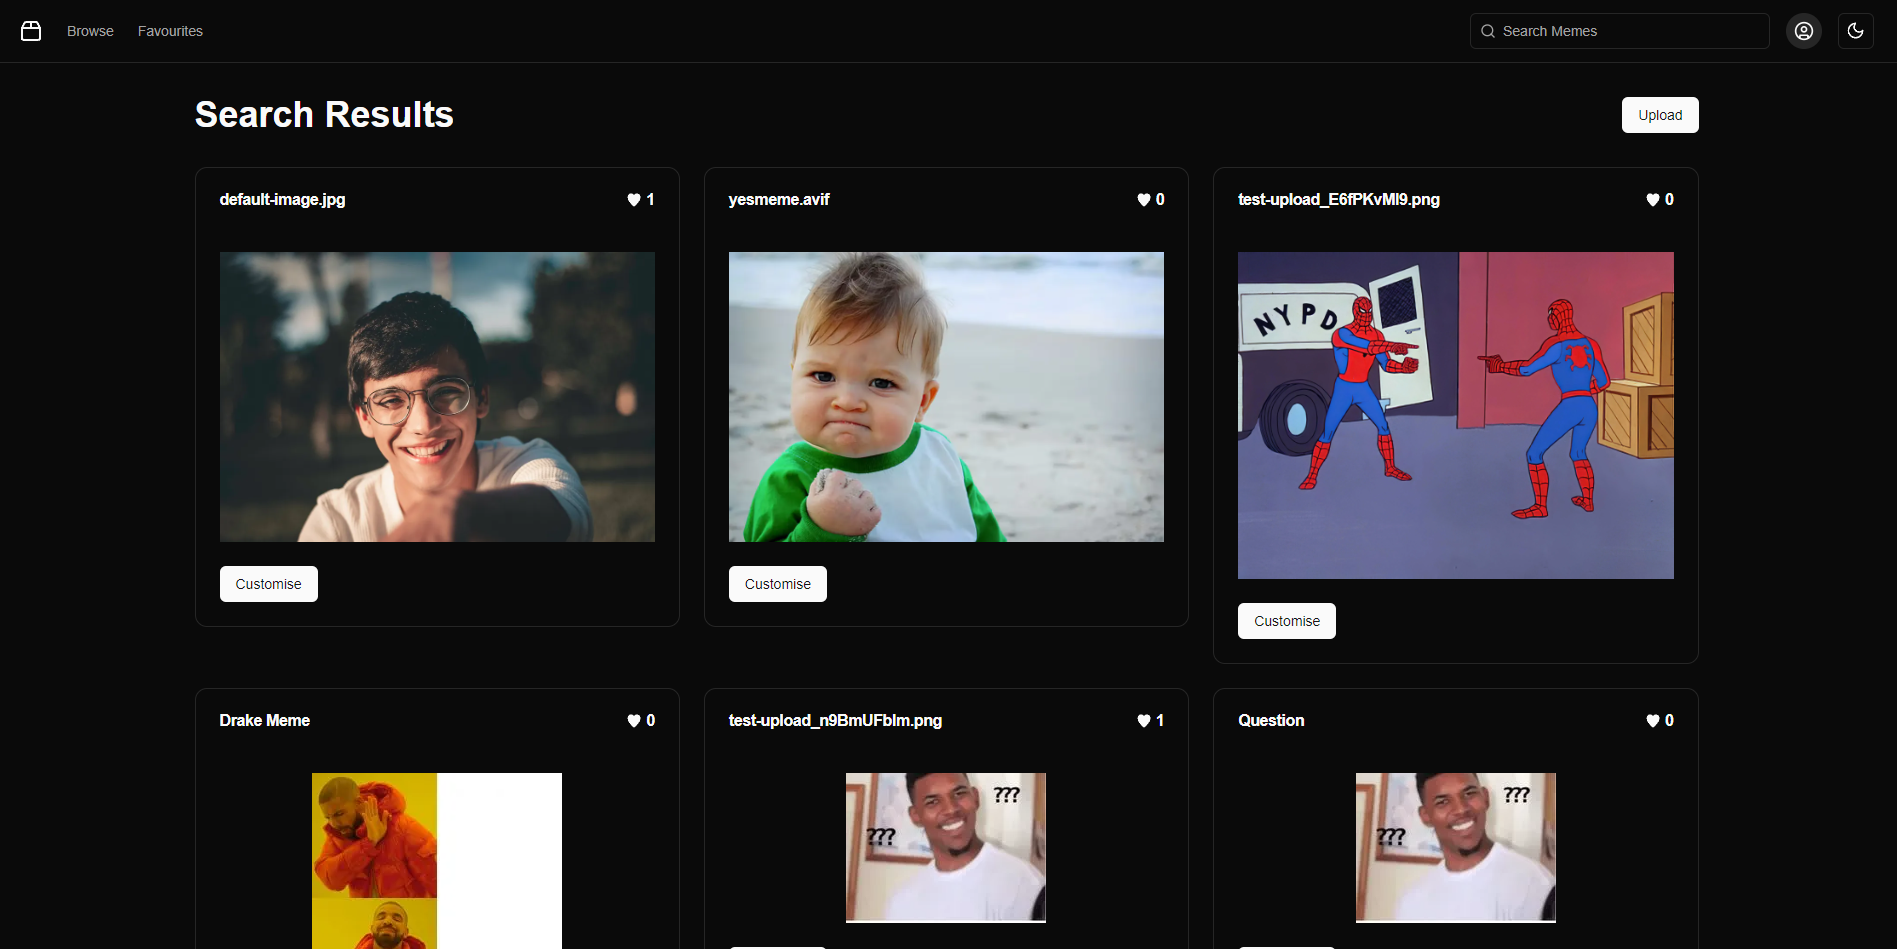 Browse
Favourites
Search Memes
Search Results
Upload
default-image.jpg
1
yesmeme.avif
0
test-upload_E6fPKvMl9.png
0
NYPD
Customise
Customise
Customise
Drake Meme
0
test-upload_n9BmUFblm.png
1
Question
0
???
???
???
???